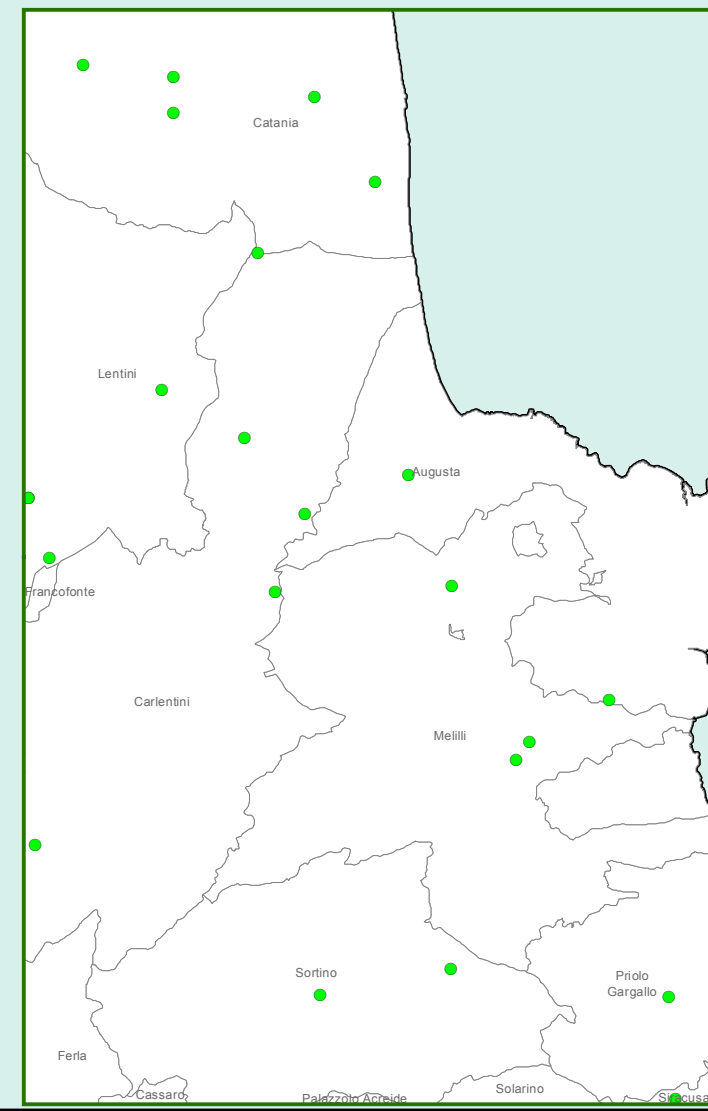 Catania
Lentini
Augusta
Francofonte
Carlentini
Melilli
Sortino
Priolo
Gargallo
Ferla
Solarino
Cassaro
Palazzolo Acreide
Siracusa